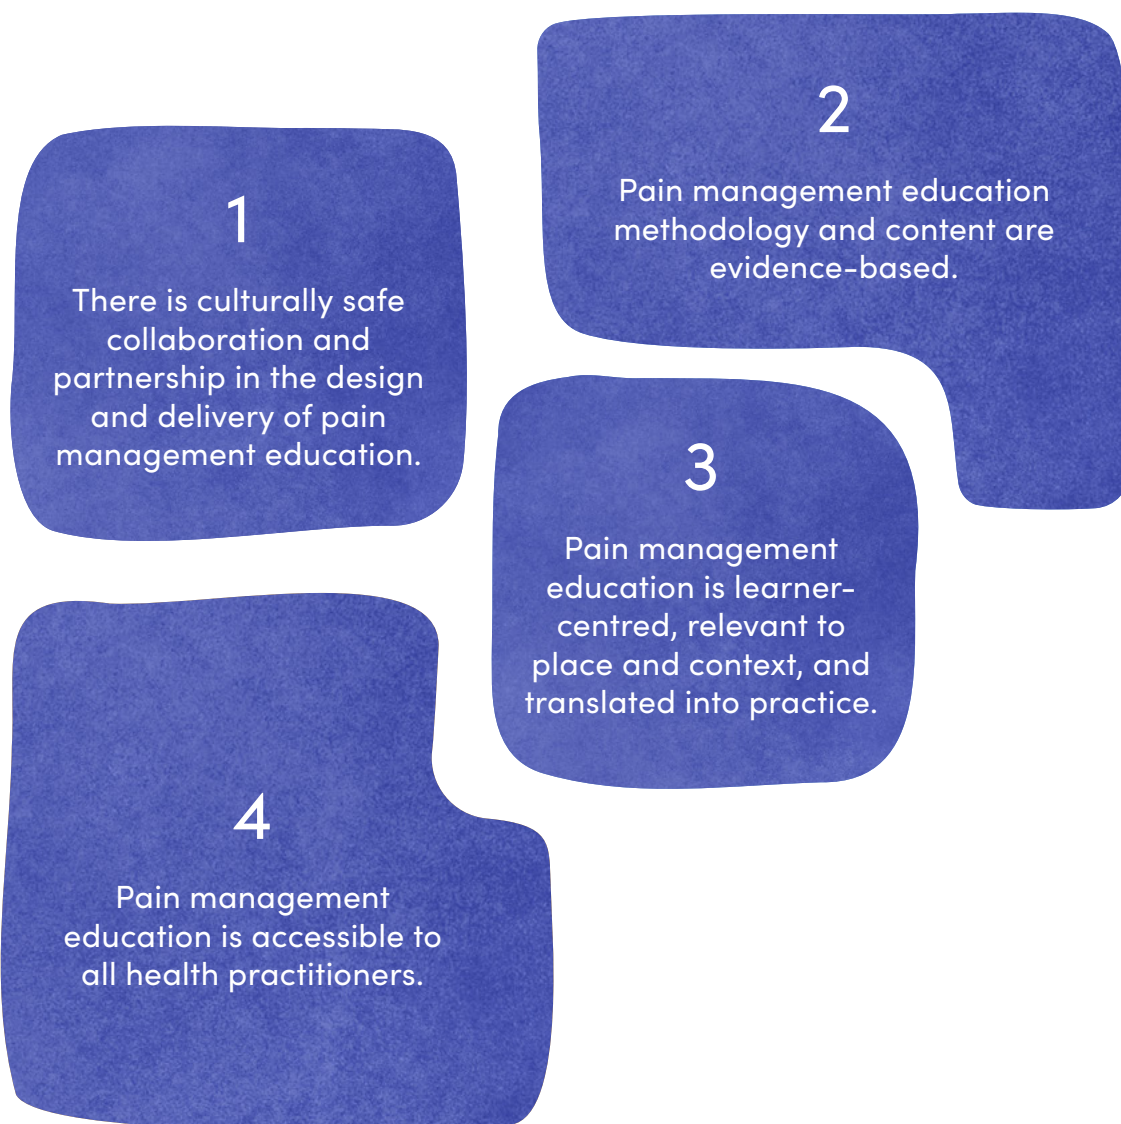 1
There is culturally safe
collaboration and
partnership in the design
and delivery of pain
management education.
2
Pain management education
methodology and content are
evidence-based.
3
Pain management
education is learner-
centred, relevant to
place and context, and
translated into practice.
4
Pain management
education is accessible to
all health practitioners.